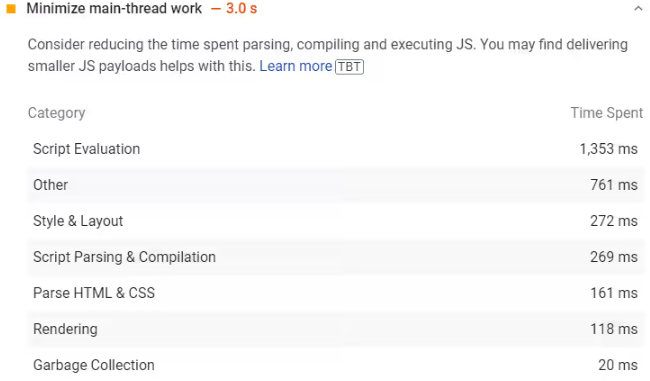 Minimize main-thread work — 3.0 s
Consider reducing the time spent parsing, compiling and executing JS. You may find delivering
smaller JS payloads helps with this. Learn more TBT
Category Time Spent
Script Evaluation 1,353 ms
Other 761 ms
Style & Layout 272 ms
Script Parsing & Compilation 269 ms
Parse HTML & CSS 161 ms
Rendering 118 ms
Garbage Collection 20 ms